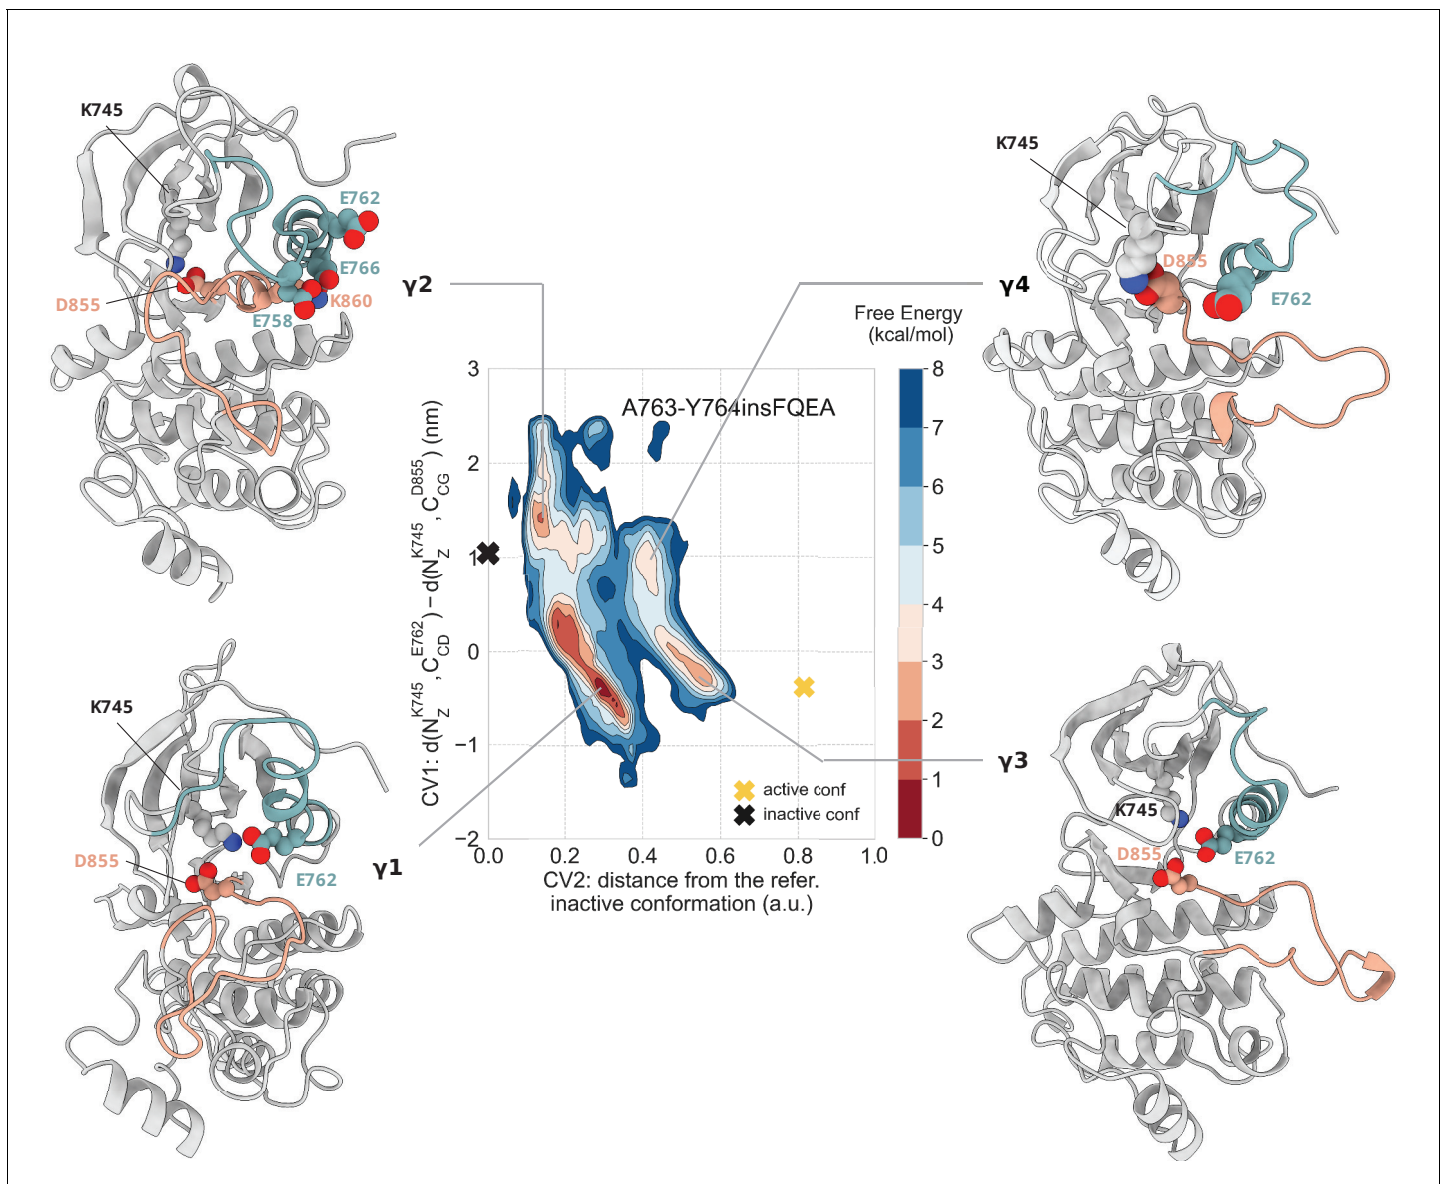 K745
E762
E766
D855
K860
E758
γ2
K745
D855
E762
γ4
Free Energy
(kcal/mol)
A763-Y764insFQEA
3
2
1
0
−1
−2
0.0
0.2
0.4
0.6
0.8
1.0
8
7
6
5
4
3
2
1
0
CV1: d(N_Z^K745, C_CD^E762) − d(N_Z^K745, C_CG^D855) (nm)
active conf
inactive conf
CV2: distance from the refer.
inactive conformation (a.u.)
K745
D855
E762
γ1
γ3
K745
D855
E762